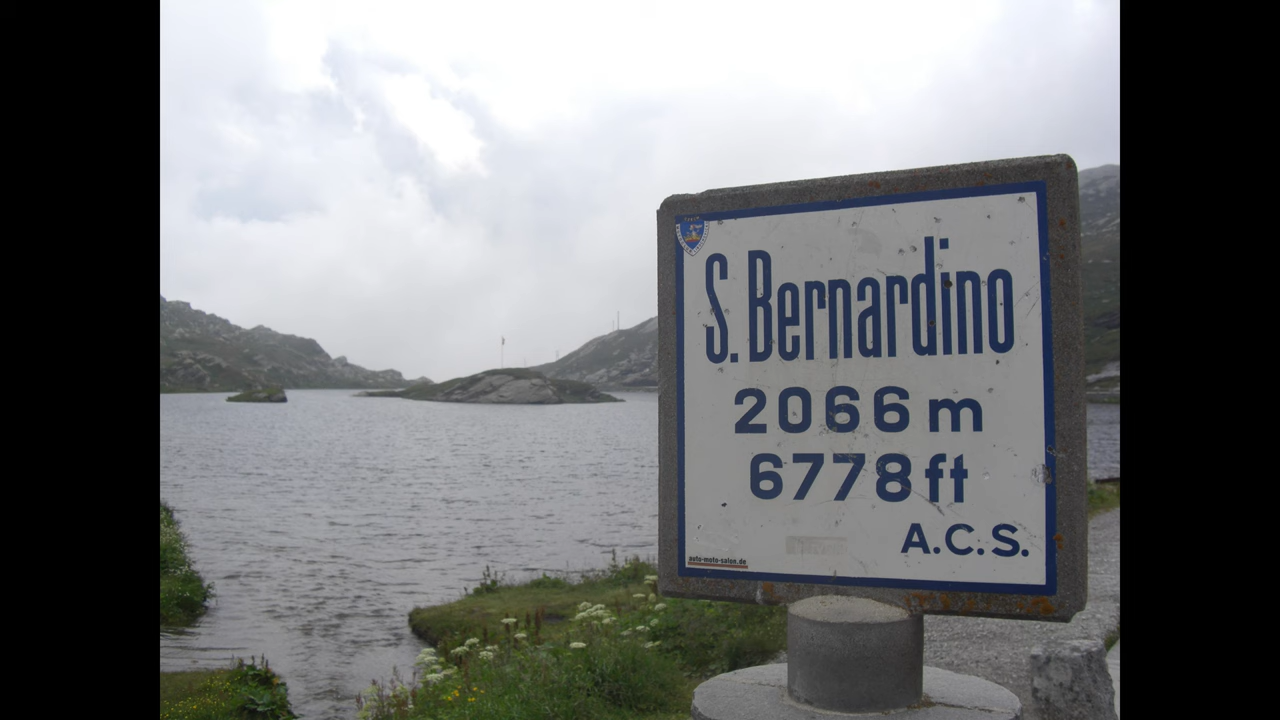 S. Bernardino
2066 m
6778 ft
A.C.S.
auto-moto-salon.de